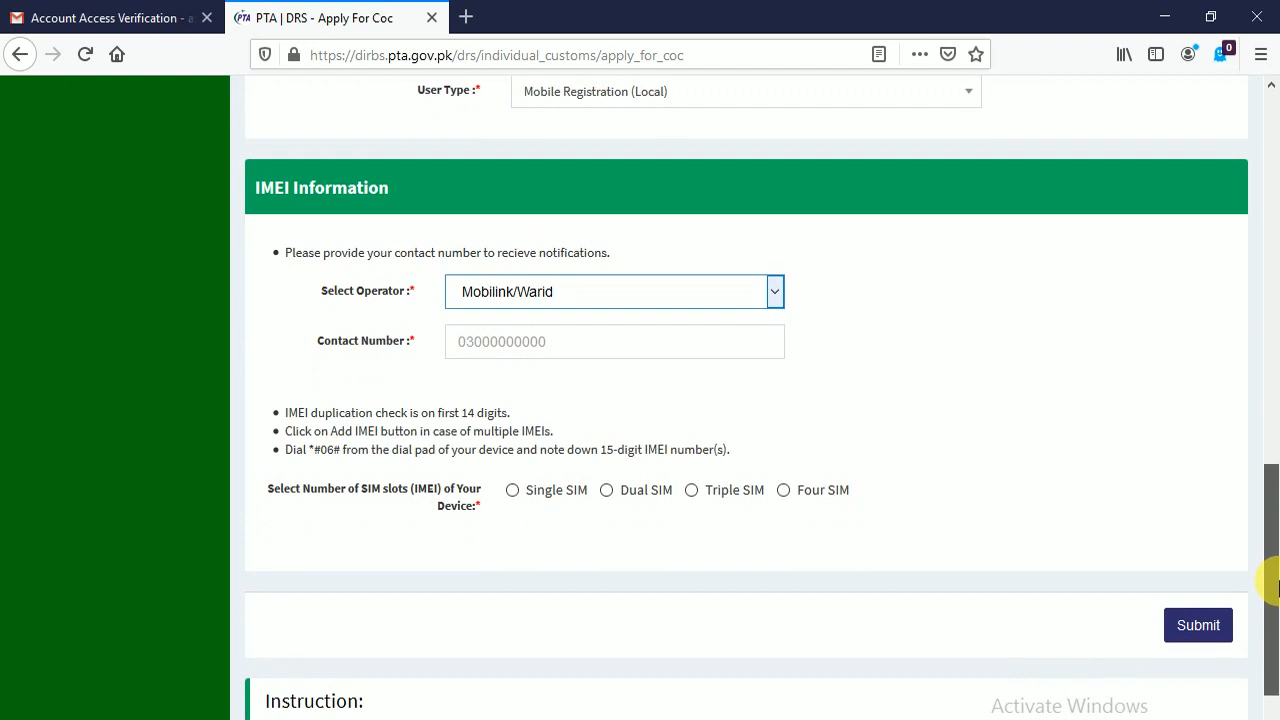 Account Access Verification - a
PTA | DRS - Apply For Coc
https://dirbs.pta.gov.pk/drs/individual_customs/apply_for_coc
0
User Type :*
Mobile Registration (Local)
IMEI Information
Please provide your contact number to recieve notifications.
Select Operator :*
Mobilink/Warid
Contact Number :*
03000000000
IMEI duplication check is on first 14 digits.
Click on Add IMEI button in case of multiple IMEIs.
Dial *#06# from the dial pad of your device and note down 15-digit IMEI number(s).
Select Number of SIM slots (IMEI) of Your
Device:*
Single SIM Dual SIM Triple SIM Four SIM
Submit
Instruction:
Activate Windows